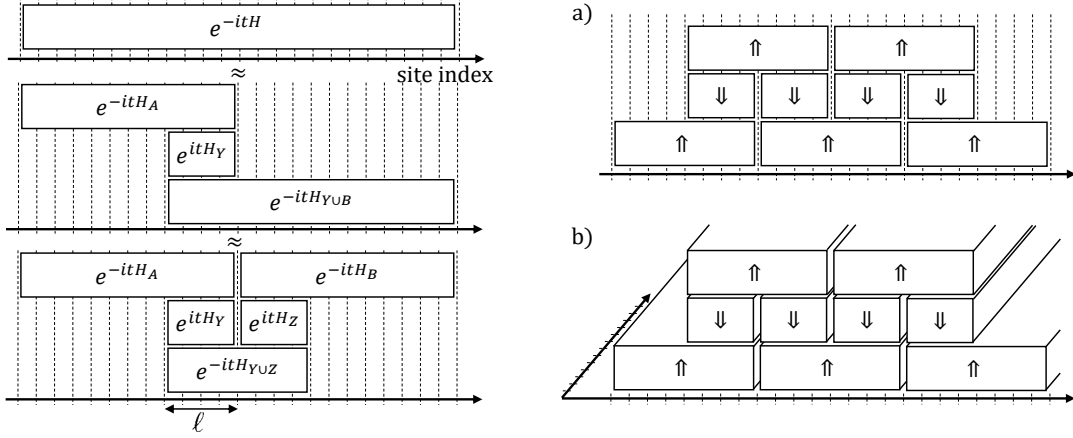 e^{-itH}
site index
≈
e^{-itH_A}
e^{itH_Y}
e^{-itH_{Y∪B}}
≈
e^{-itH_A} e^{-itH_B}
e^{itH_Y} e^{itH_Z}
e^{-itH_{Y∪Z}}
ℓ
a)
⇑ ⇑
⇓ ⇓ ⇓ ⇓
⇑ ⇑ ⇑
b)
⇑ ⇑
⇓ ⇓ ⇓ ⇓
⇑ ⇑ ⇑